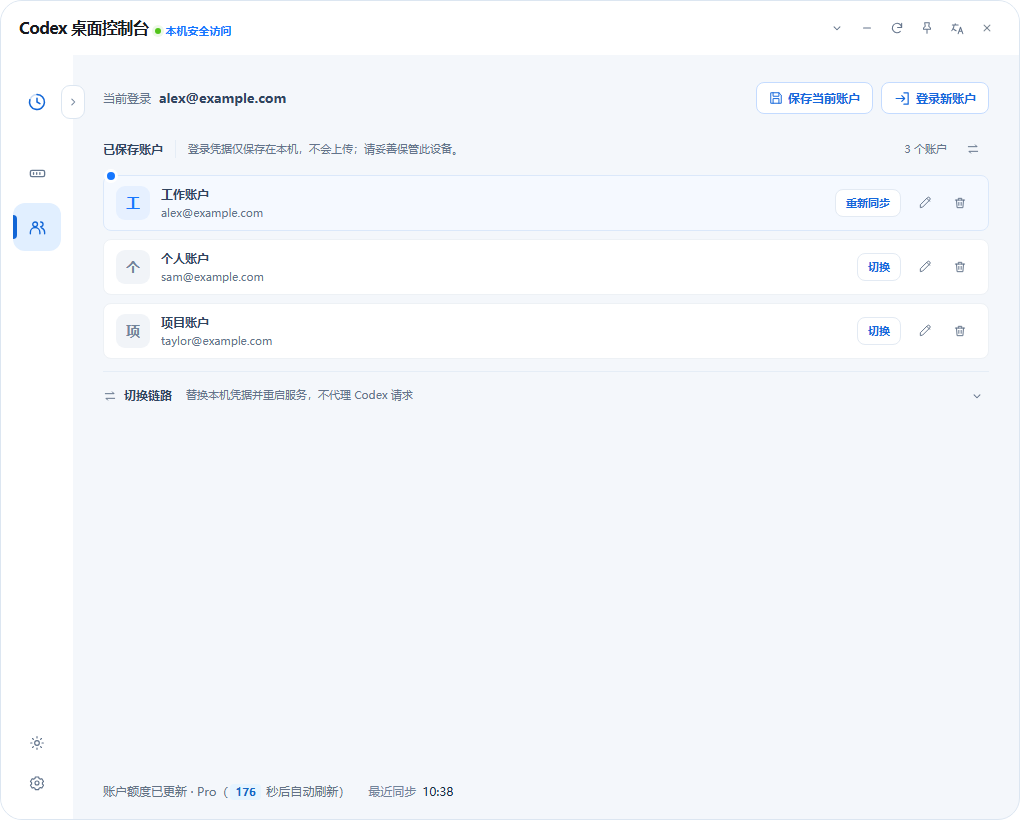 Codex 桌面控制台 本机安全访问
当前登录 alex@example.com 保存当前账户 登录新账户
已保存账户 登录凭据仅保存在本机，不会上传；请妥善保管此设备。 3 个账户
工 工作账户
alex@example.com
重新同步
个 个人账户
sam@example.com
切换
项 项目账户
taylor@example.com
切换
切换链路 替换本机凭据并重启服务，不代理 Codex 请求
账户额度已更新 · Pro（ 176 秒后自动刷新） 最近同步 10:38